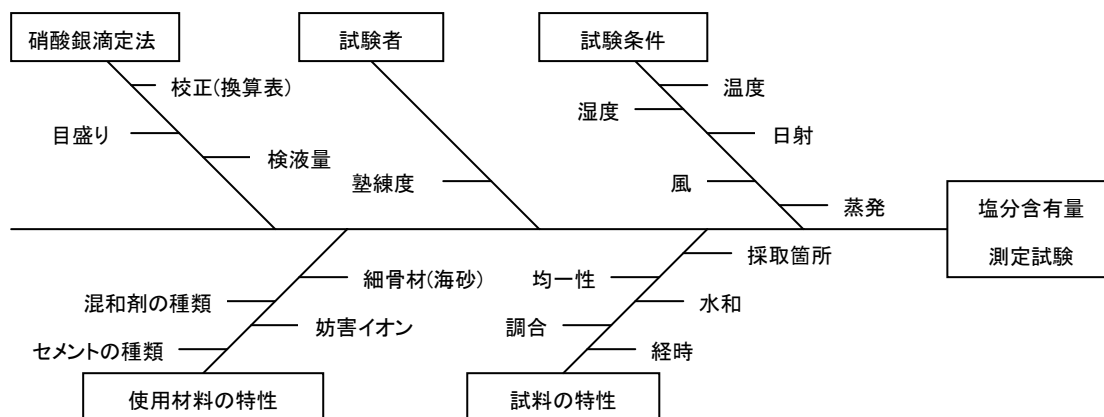 硝酸銀滴定法
試験者
試験条件
校正(換算表)
目盛り
検液量
塾練度
温度
湿度
日射
風
蒸発
塩分含有量
測定試験
細骨材(海砂)
混和剤の種類
妨害イオン
セメントの種類
採取箇所
均一性
水和
調合
経時
使用材料の特性
試料の特性